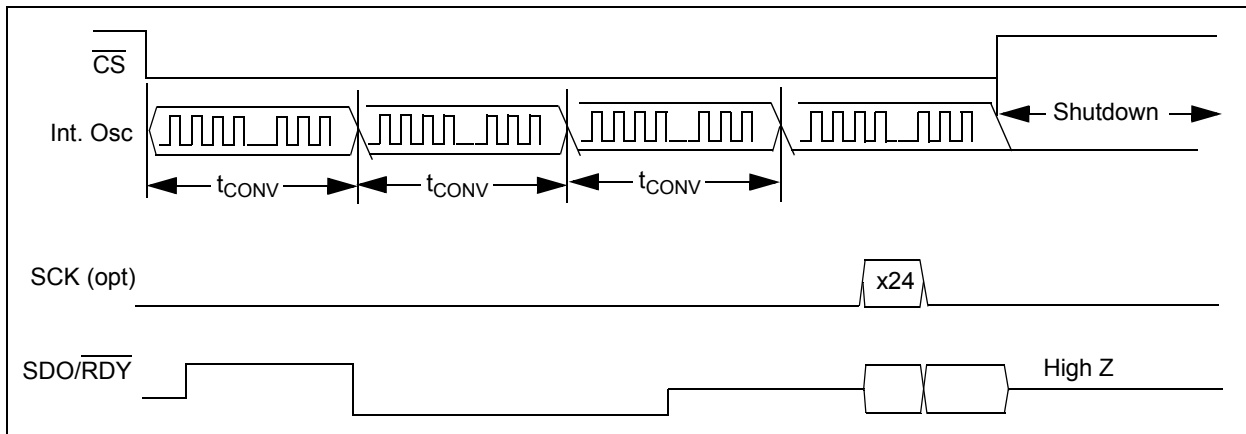 CS
Int. Osc
Shutdown
tCONV
tCONV
tCONV
SCK (opt)
x24
SDO/RDY
High Z